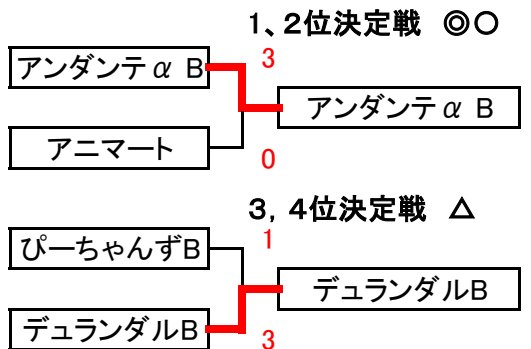 1、2位決定戦　◎○
アンダンテα B
3
アンダンテα B
アニマート
0
3，4位決定戦　△
ぴーちゃんずB
1
デュランダルB
デュランダルB
3